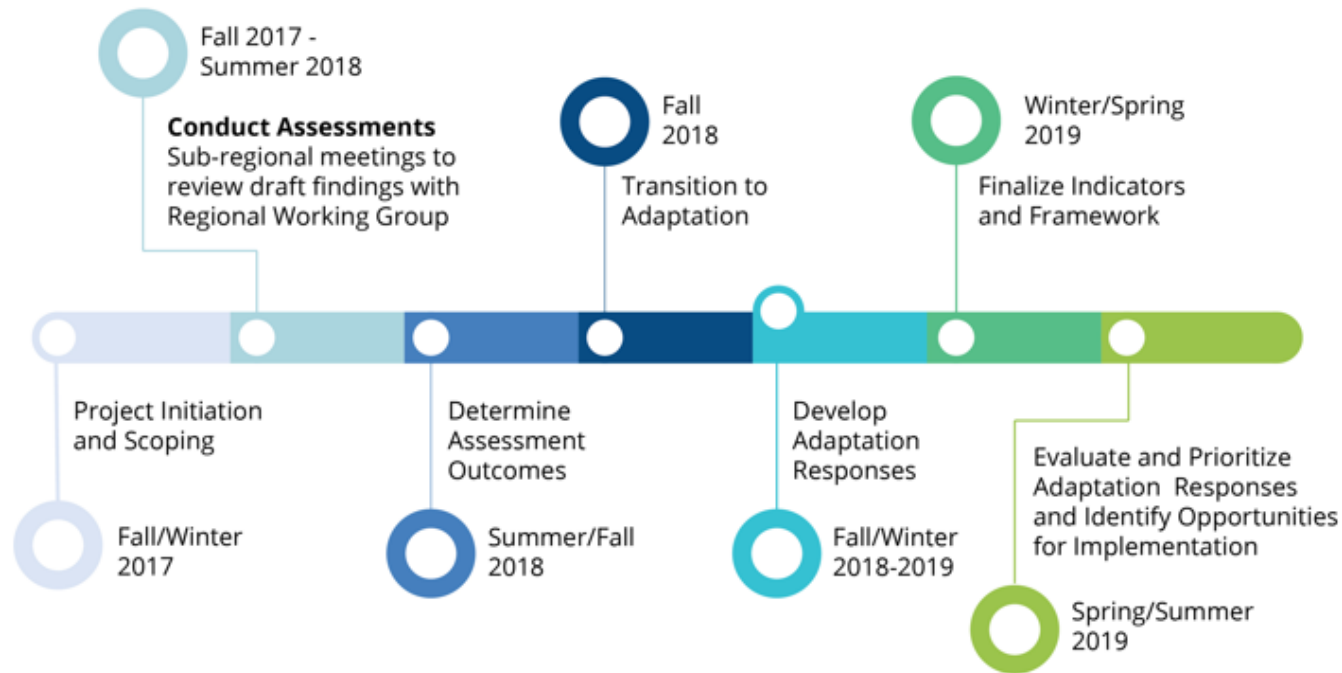 Fall 2017 -
Summer 2018
Conduct Assessments
Sub-regional meetings to
review draft findings with
Regional Working Group
Fall
2018
Transition to
Adaptation
Winter/Spring
2019
Finalize Indicators
and Framework
Project Initiation
and Scoping
Fall/Winter
2017
Determine
Assessment
Outcomes
Summer/Fall
2018
Develop
Adaptation
Responses
Fall/Winter
2018-2019
Evaluate and Prioritize
Adaptation Responses
and Identify Opportunities
for Implementation
Spring/Summer
2019